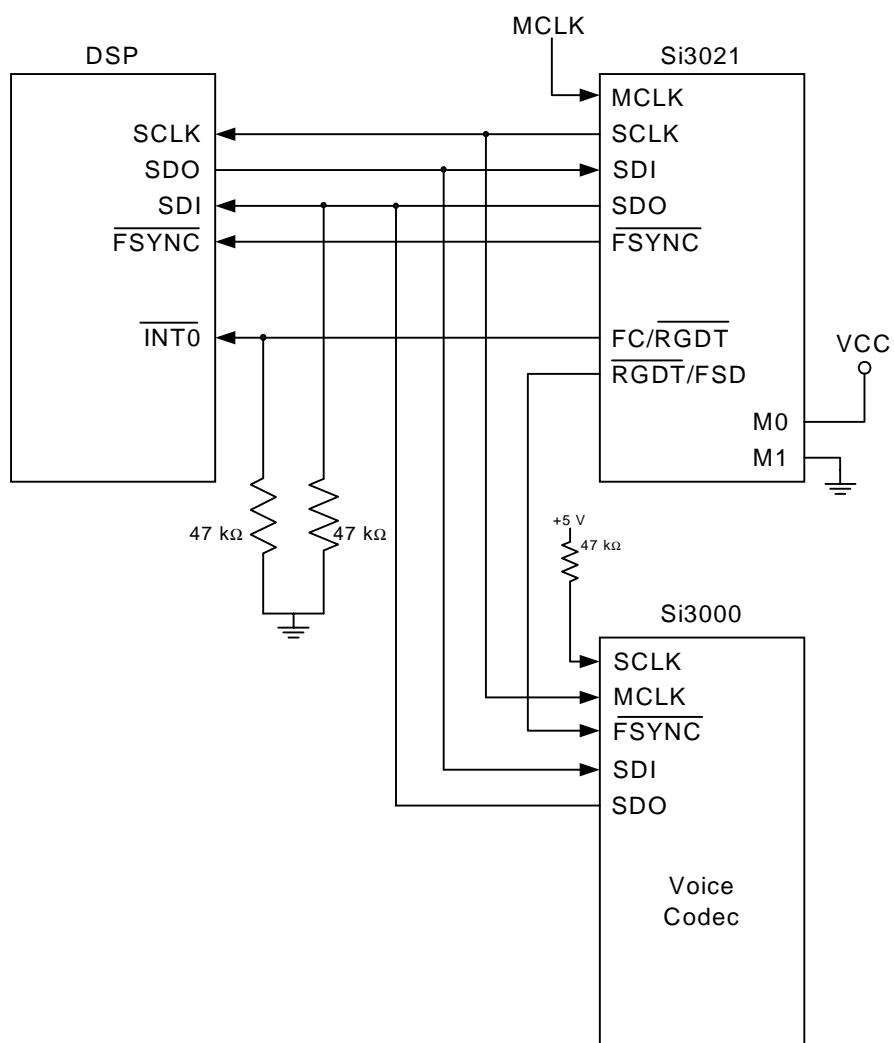 MCLK
DSP
Si3021
MCLK
SCLK
SCLK
SDO
SDI
SDI
SDO
FSYNC
FSYNC
INT0
FC/RGDT
RGDT/FSD
VCC
M0
M1
47 kΩ
47 kΩ
+5 V
47 kΩ
Si3000
SCLK
MCLK
FSYNC
SDI
SDO
Voice
Codec